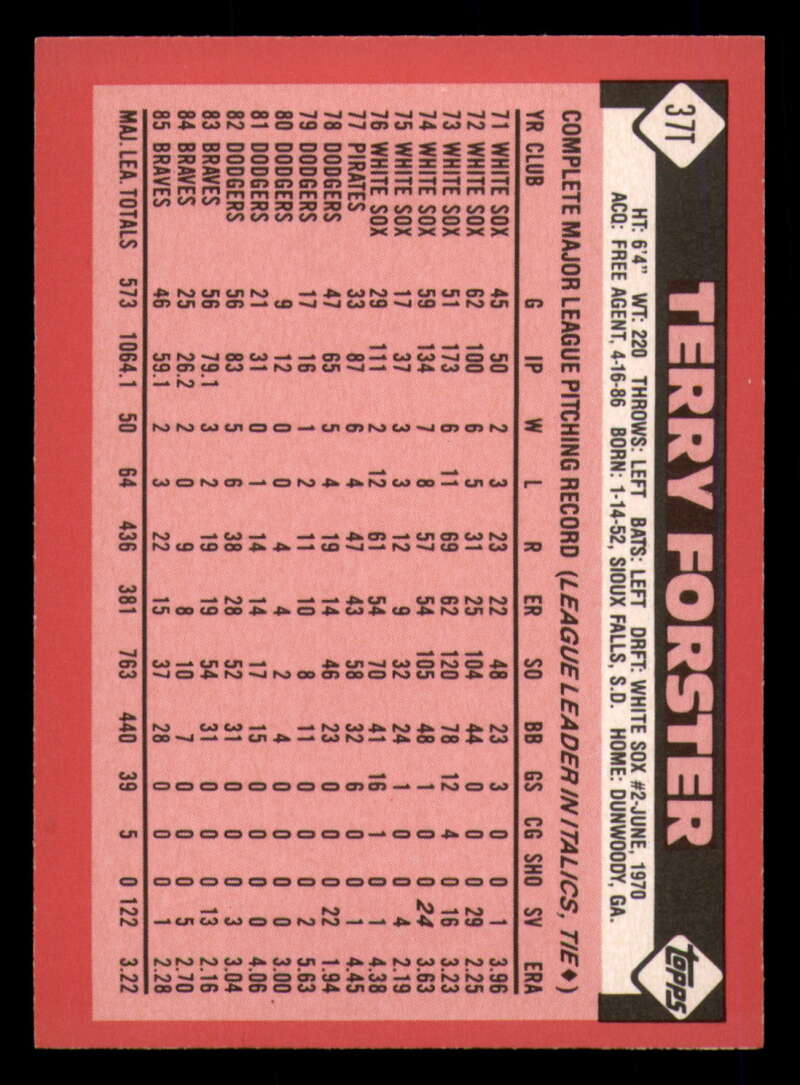 37T
TERRY FORSTER
topps
HT: 6'4" WT: 220 THROWS: LEFT BATS: LEFT DRFT: WHITE SOX #2-JUNE, 1970
ACQ: FREE AGENT, 4-16-86 BORN: 1-14-52, SIOUX FALLS, S.D. HOME: DUNWOODY, GA.
COMPLETE MAJOR LEAGUE PITCHING RECORD (LEAGUE LEADER IN ITALICS, TIE♦)
YR CLUB G IP W L R ER SO BB GS CG SHO SV ERA
71 WHITE SOX 45 50 2 3 23 22 48 23 3 0 0 1 3.96
72 WHITE SOX 62 100 6 5 31 25 104 44 0 0 0 29 2.25
73 WHITE SOX 51 173 6 11 69 62 120 78 12 4 0 16 3.23
74 WHITE SOX 59 134 7 8 57 54 105 48 1 0 0 24 3.63
75 WHITE SOX 17 37 3 3 12 9 32 24 1 0 0 4 2.19
76 WHITE SOX 29 111 2 12 61 54 70 41 16 1 0 1 4.38
77 PIRATES 33 87 6 4 47 43 58 32 6 0 0 1 4.45
78 DODGERS 47 65 5 4 19 14 46 23 0 0 0 22 1.94
79 DODGERS 17 16 1 2 11 10 8 11 0 0 0 2 5.63
80 DODGERS 9 12 0 0 4 4 2 4 0 0 0 0 3.00
81 DODGERS 21 31 0 1 14 14 17 15 0 0 0 0 4.06
82 DODGERS 56 83 5 6 38 28 52 31 0 0 0 3 3.04
83 BRAVES 56 79.1 3 2 19 19 54 31 0 0 0 13 2.16
84 BRAVES 25 26.2 2 0 9 8 10 7 0 0 0 5 2.70
85 BRAVES 46 59.1 2 3 22 15 37 28 0 0 0 1 2.28
MAJ. LEA. TOTALS 573 1064.1 50 64 436 381 763 440 39 5 0 122 3.22